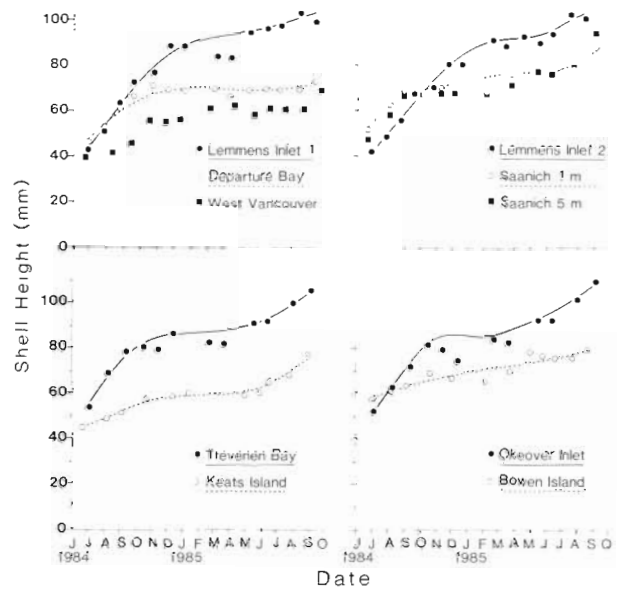 100
80
60
40
20
0
Lemmens Inlet 1
Departure Bay
West Vancouver
Lemmens Inlet 2
Saanich 1 m
Saanich 5 m
Shell Height (mm)
100
80
60
40
20
0
Trevenen Bay
Keats Island
Okeover Inlet
Bowen Island
J J A S O N D J F M A M J J A S O
1984 1985
J J A S O N D J F M A M J J A S O
1984 1985
Date